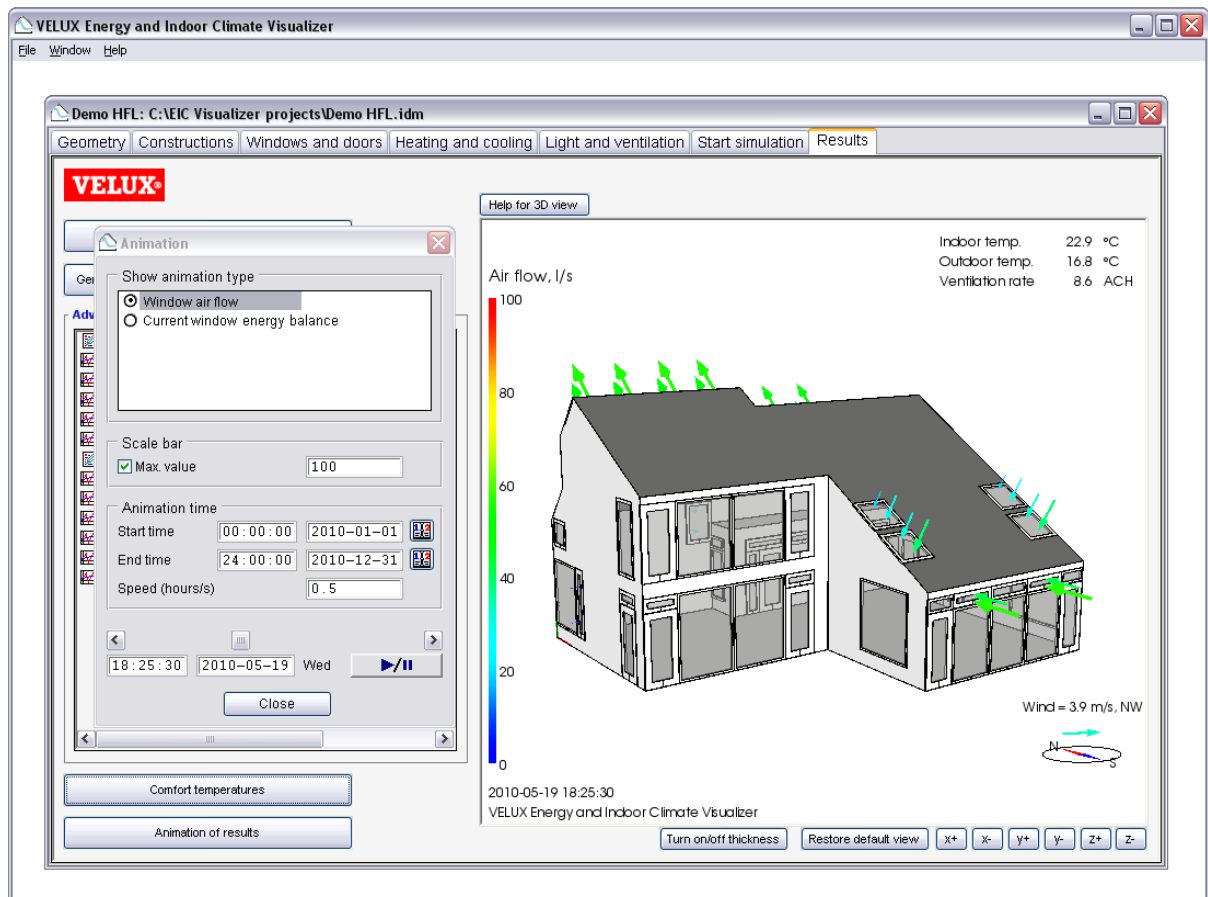 VELUX Energy and Indoor Climate Visualizer
File Window Help
Demo HFL: C:\EIC Visualizer projects\Demo HFL.idm
Geometry Constructions Windows and doors Heating and cooling Light and ventilation Start simulation Results
VELUX®
Help for 3D view
Animation
Show animation type
Window air flow
Current window energy balance
Scale bar
Max. value 100
Animation time
Start time 00:00:00 2010-01-01
End time 24:00:00 2010-12-31
Speed (hours/s) 0.5
18:25:30 2010-05-19 Wed
Close
Comfort temperatures
Animation of results
Indoor temp. 22.9 °C
Outdoor temp. 16.8 °C
Ventilation rate 8.6 ACH
Air flow, l/s
100
80
60
40
20
0
Wind = 3.9 m/s, NW
N
S
2010-05-19 18:25:30
VELUX Energy and Indoor Climate Visualizer
Turn on/off thickness Restore default view x+ x- y+ y- z+ z-